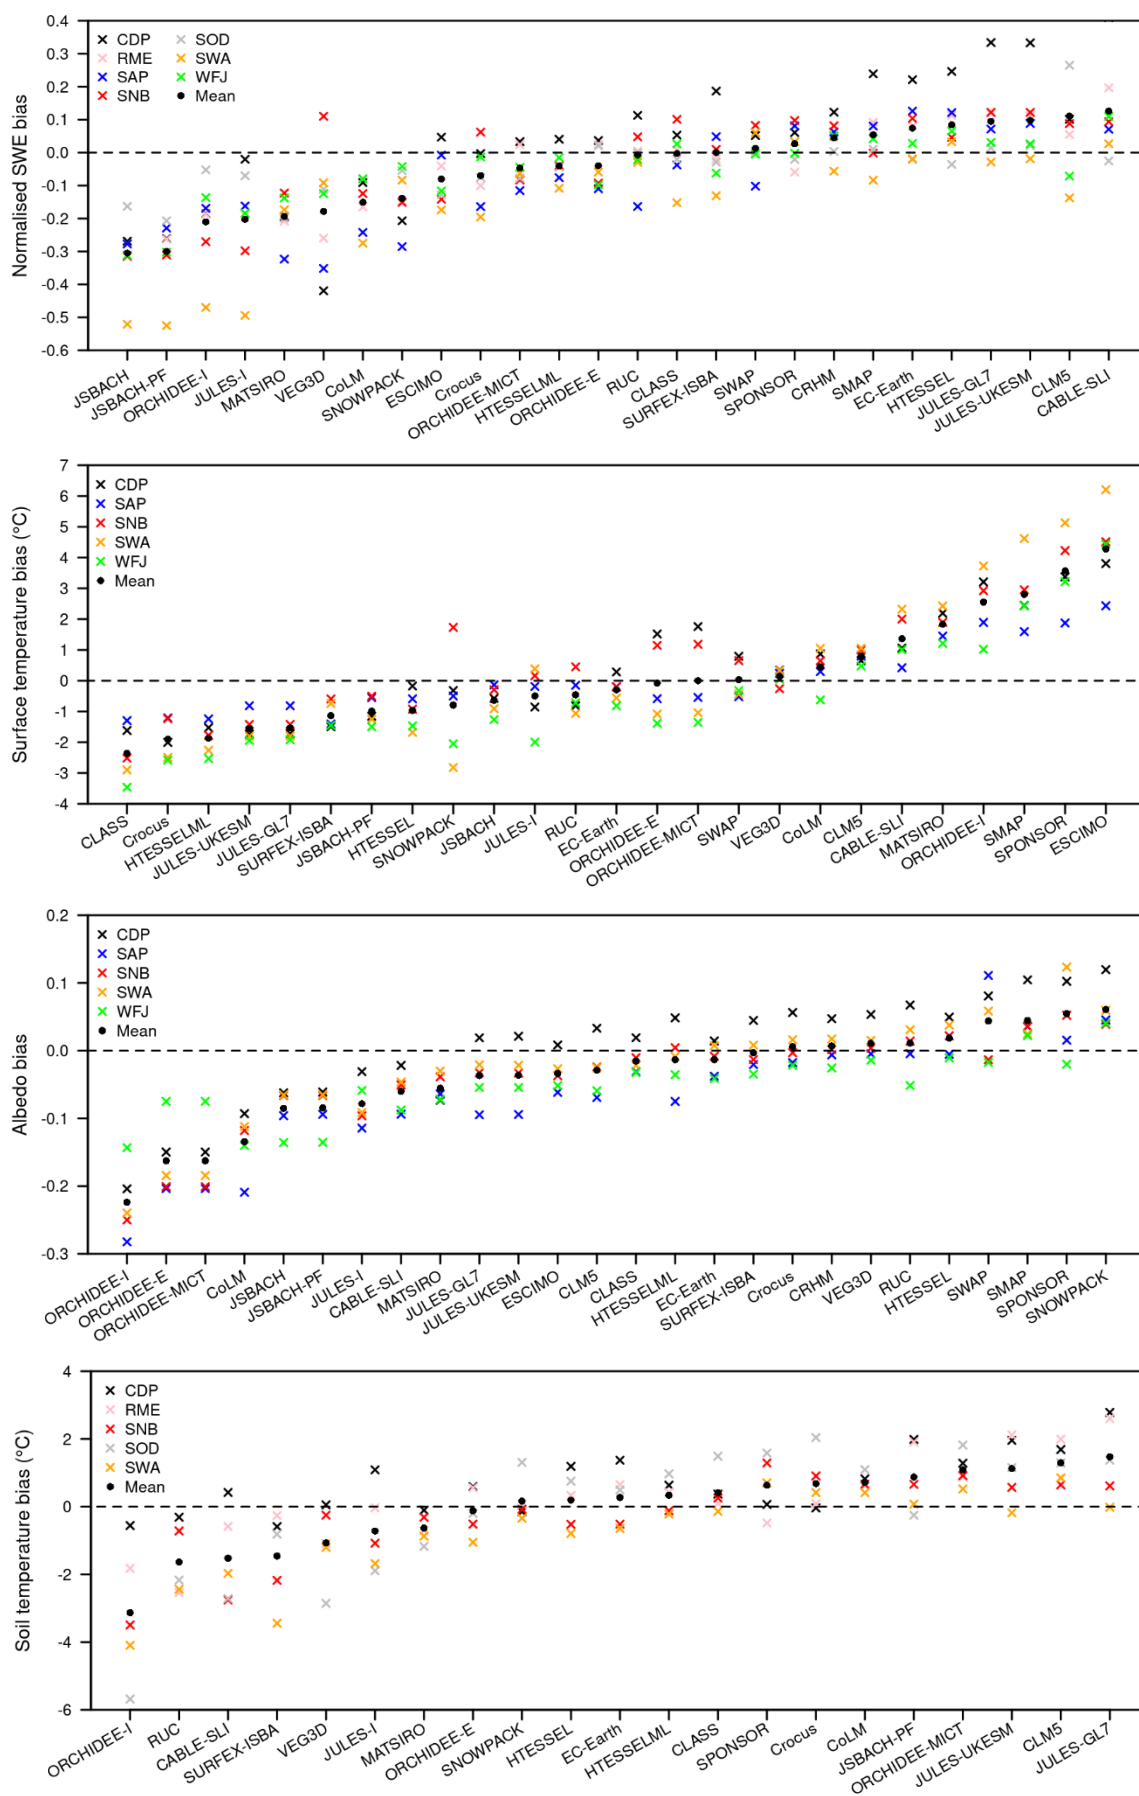 Normalised SWE bias
0.4
0.3
0.2
0.1
0.0
-0.1
-0.2
-0.3
-0.4
-0.5
-0.6
CDP SOD
RME SWA
SAP WFJ
SNB Mean
JSBACH
JSBACH-PF
ORCHIDEE-I
JULES-I
MATSIRO
VEG3D
CoLM
SNOWPACK
ESCIMO
Crocus
ORCHIDEE-MICT
HTESSELML
ORCHIDEE-E
RUC
CLASS
SURFEX-ISBA
SWAP
SPONSOR
CRHM
SMAP
EC-Earth
HTESSEL
JULES-GL7
JULES-UKESM
CLM5
CABLE-SLI
Surface temperature bias (°C)
7
6
5
4
3
2
1
0
-1
-2
-3
-4
CDP
SAP
SNB
SWA
WFJ
Mean
CLASS
Crocus
HTESSELML
JULES-UKESM
JULES-GL7
SURFEX-ISBA
JSBACH-PF
HTESSEL
SNOWPACK
JSBACH
JULES-I
RUC
EC-Earth
ORCHIDEE-E
ORCHIDEE-MICT
SWAP
VEG3D
CoLM
CLM5
CABLE-SLI
MATSIRO
ORCHIDEE-I
SMAP
SPONSOR
ESCIMO
Albedo bias
0.2
0.1
0.0
-0.1
-0.2
-0.3
CDP
SAP
SNB
SWA
WFJ
Mean
ORCHIDEE-I
ORCHIDEE-E
ORCHIDEE-MICT
CoLM
JSBACH
JSBACH-PF
JULES-I
CABLE-SLI
MATSIRO
JULES-GL7
JULES-UKESM
ESCIMO
CLM5
CLASS
HTESSELML
EC-Earth
SURFEX-ISBA
Crocus
CRHM
VEG3D
RUC
HTESSEL
SWAP
SMAP
SPONSOR
SNOWPACK
Soil temperature bias (°C)
4
2
0
-2
-4
-6
CDP
RME
SNB
SOD
SWA
Mean
ORCHIDEE-I
RUC
CABLE-SLI
SURFEX-ISBA
VEG3D
JULES-I
MATSIRO
ORCHIDEE-E
SNOWPACK
HTESSEL
EC-Earth
HTESSELML
CLASS
SPONSOR
Crocus
CoLM
JSBACH-PF
ORCHIDEE-MICT
JULES-UKESM
CLM5
JULES-GL7